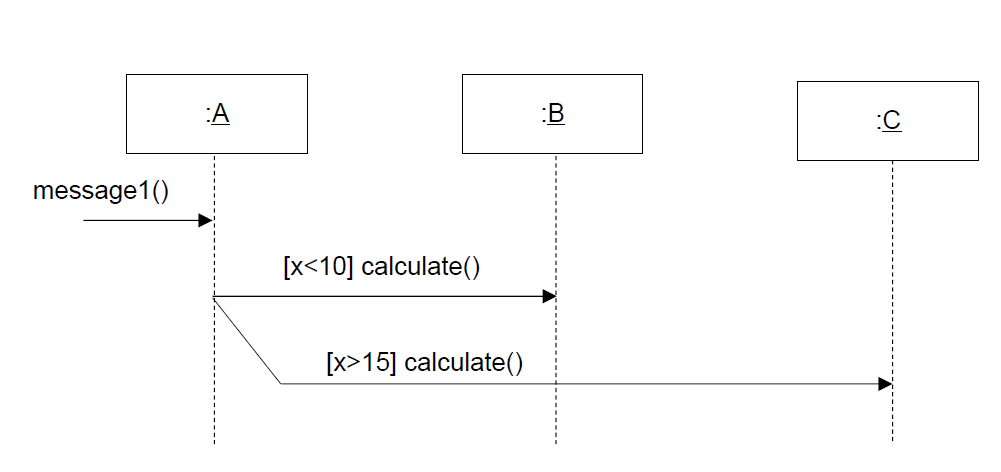 :A
:B
:C
message1()
[x<10] calculate()
[x>15] calculate()